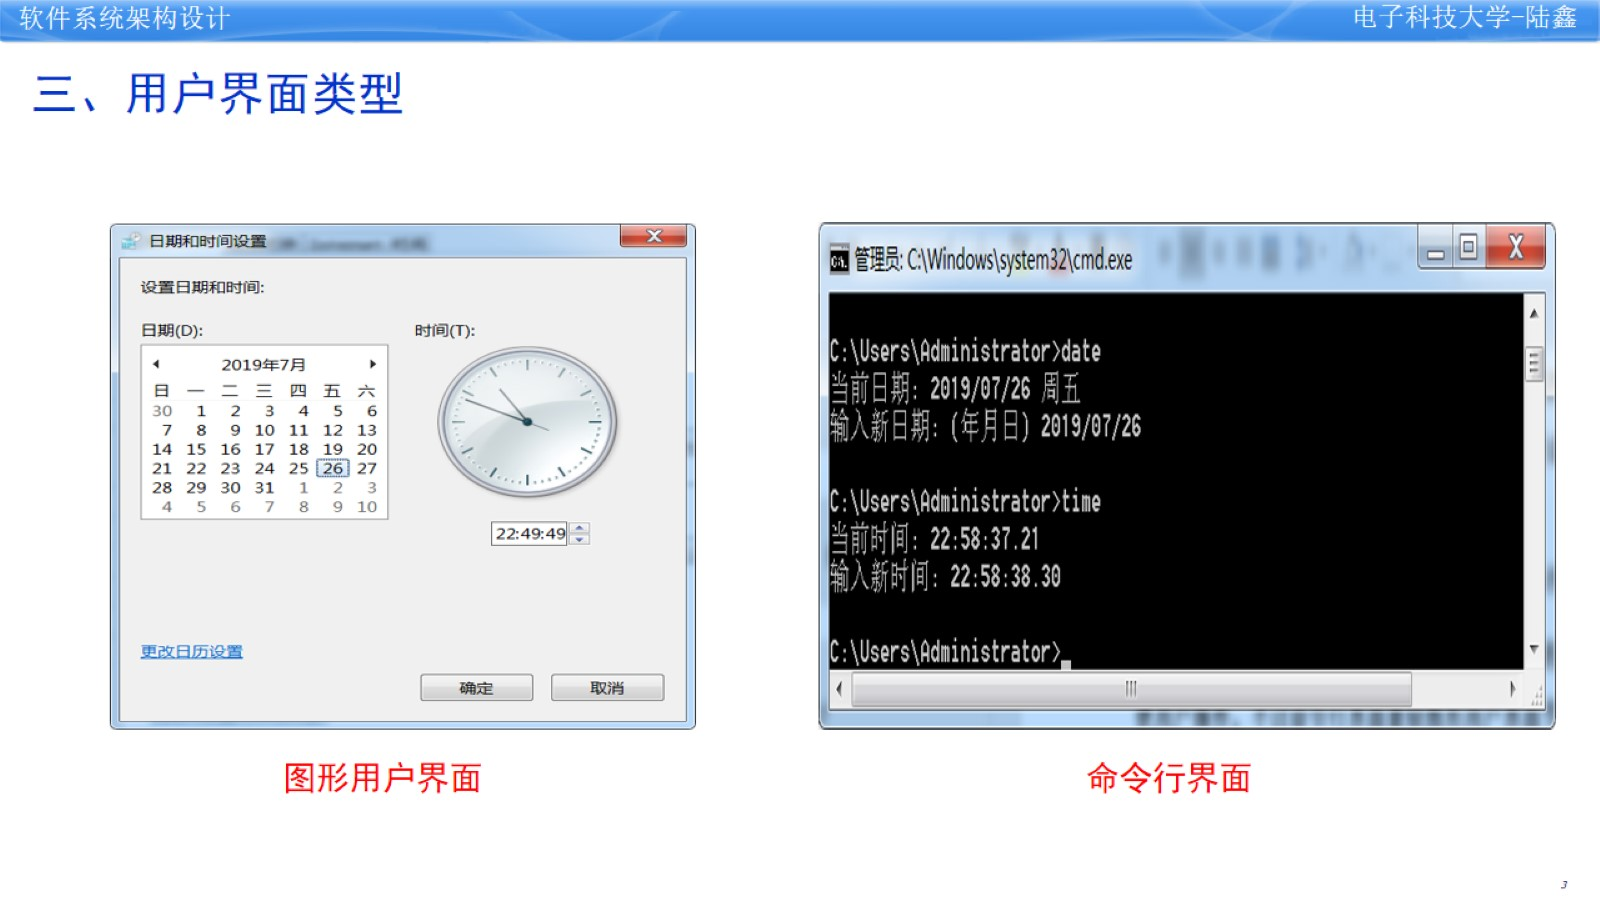 软件系统架构设计
电子科技大学-陆鑫
三、用户界面类型
日期和时间设置
设置日期和时间:
日期(D):
时间(T):
2019年7月
日 一 二 三 四 五 六
30 1 2 3 4 5 6
7 8 9 10 11 12 13
14 15 16 17 18 19 20
21 22 23 24 25 26 27
28 29 30 31 1 2 3
4 5 6 7 8 9 10
22:49:49
更改日历设置
确定
取消
图形用户界面
管理员: C:\Windows\system32\cmd.exe
C:\Users\Administrator>date
当前日期: 2019/07/26 周五
输入新日期: (年月日) 2019/07/26
C:\Users\Administrator>time
当前时间: 22:58:37.21
输入新时间: 22:58:38.30
C:\Users\Administrator>
命令行界面
3